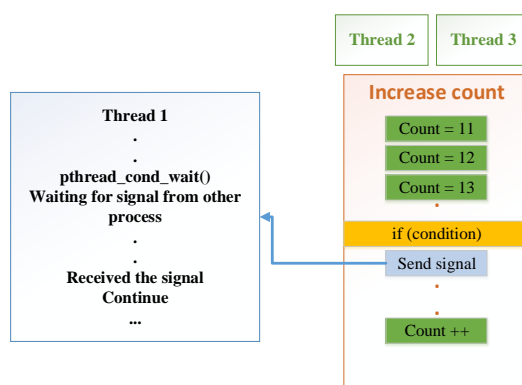 Thread 2
Thread 3
Thread 1
.
.
pthread_cond_wait()
Waiting for signal from other
process
.
.
Received the signal
Continue
...
Increase count
Count = 11
Count = 12
Count = 13
.
if (condition)
Send signal
.
.
Count ++